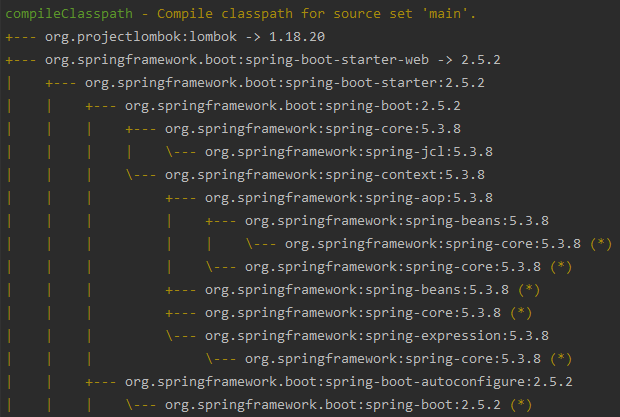 compileClasspath - Compile classpath for source set 'main'.
+--- org.projectlombok:lombok -> 1.18.20
+--- org.springframework.boot:spring-boot-starter-web -> 2.5.2
|    +--- org.springframework.boot:spring-boot-starter:2.5.2
|    |    +--- org.springframework.boot:spring-boot:2.5.2
|    |    |    +--- org.springframework:spring-core:5.3.8
|    |    |    |    \--- org.springframework:spring-jcl:5.3.8
|    |    |    \--- org.springframework:spring-context:5.3.8
|    |    |         +--- org.springframework:spring-aop:5.3.8
|    |    |         |    +--- org.springframework:spring-beans:5.3.8
|    |    |         |    |    \--- org.springframework:spring-core:5.3.8 (*)
|    |    |         |    \--- org.springframework:spring-core:5.3.8 (*)
|    |    |         +--- org.springframework:spring-beans:5.3.8 (*)
|    |    |         +--- org.springframework:spring-core:5.3.8 (*)
|    |    |         \--- org.springframework:spring-expression:5.3.8
|    |    |              \--- org.springframework:spring-core:5.3.8 (*)
|    |    +--- org.springframework.boot:spring-boot-autoconfigure:2.5.2
|    |    |    \--- org.springframework.boot:spring-boot:2.5.2 (*)